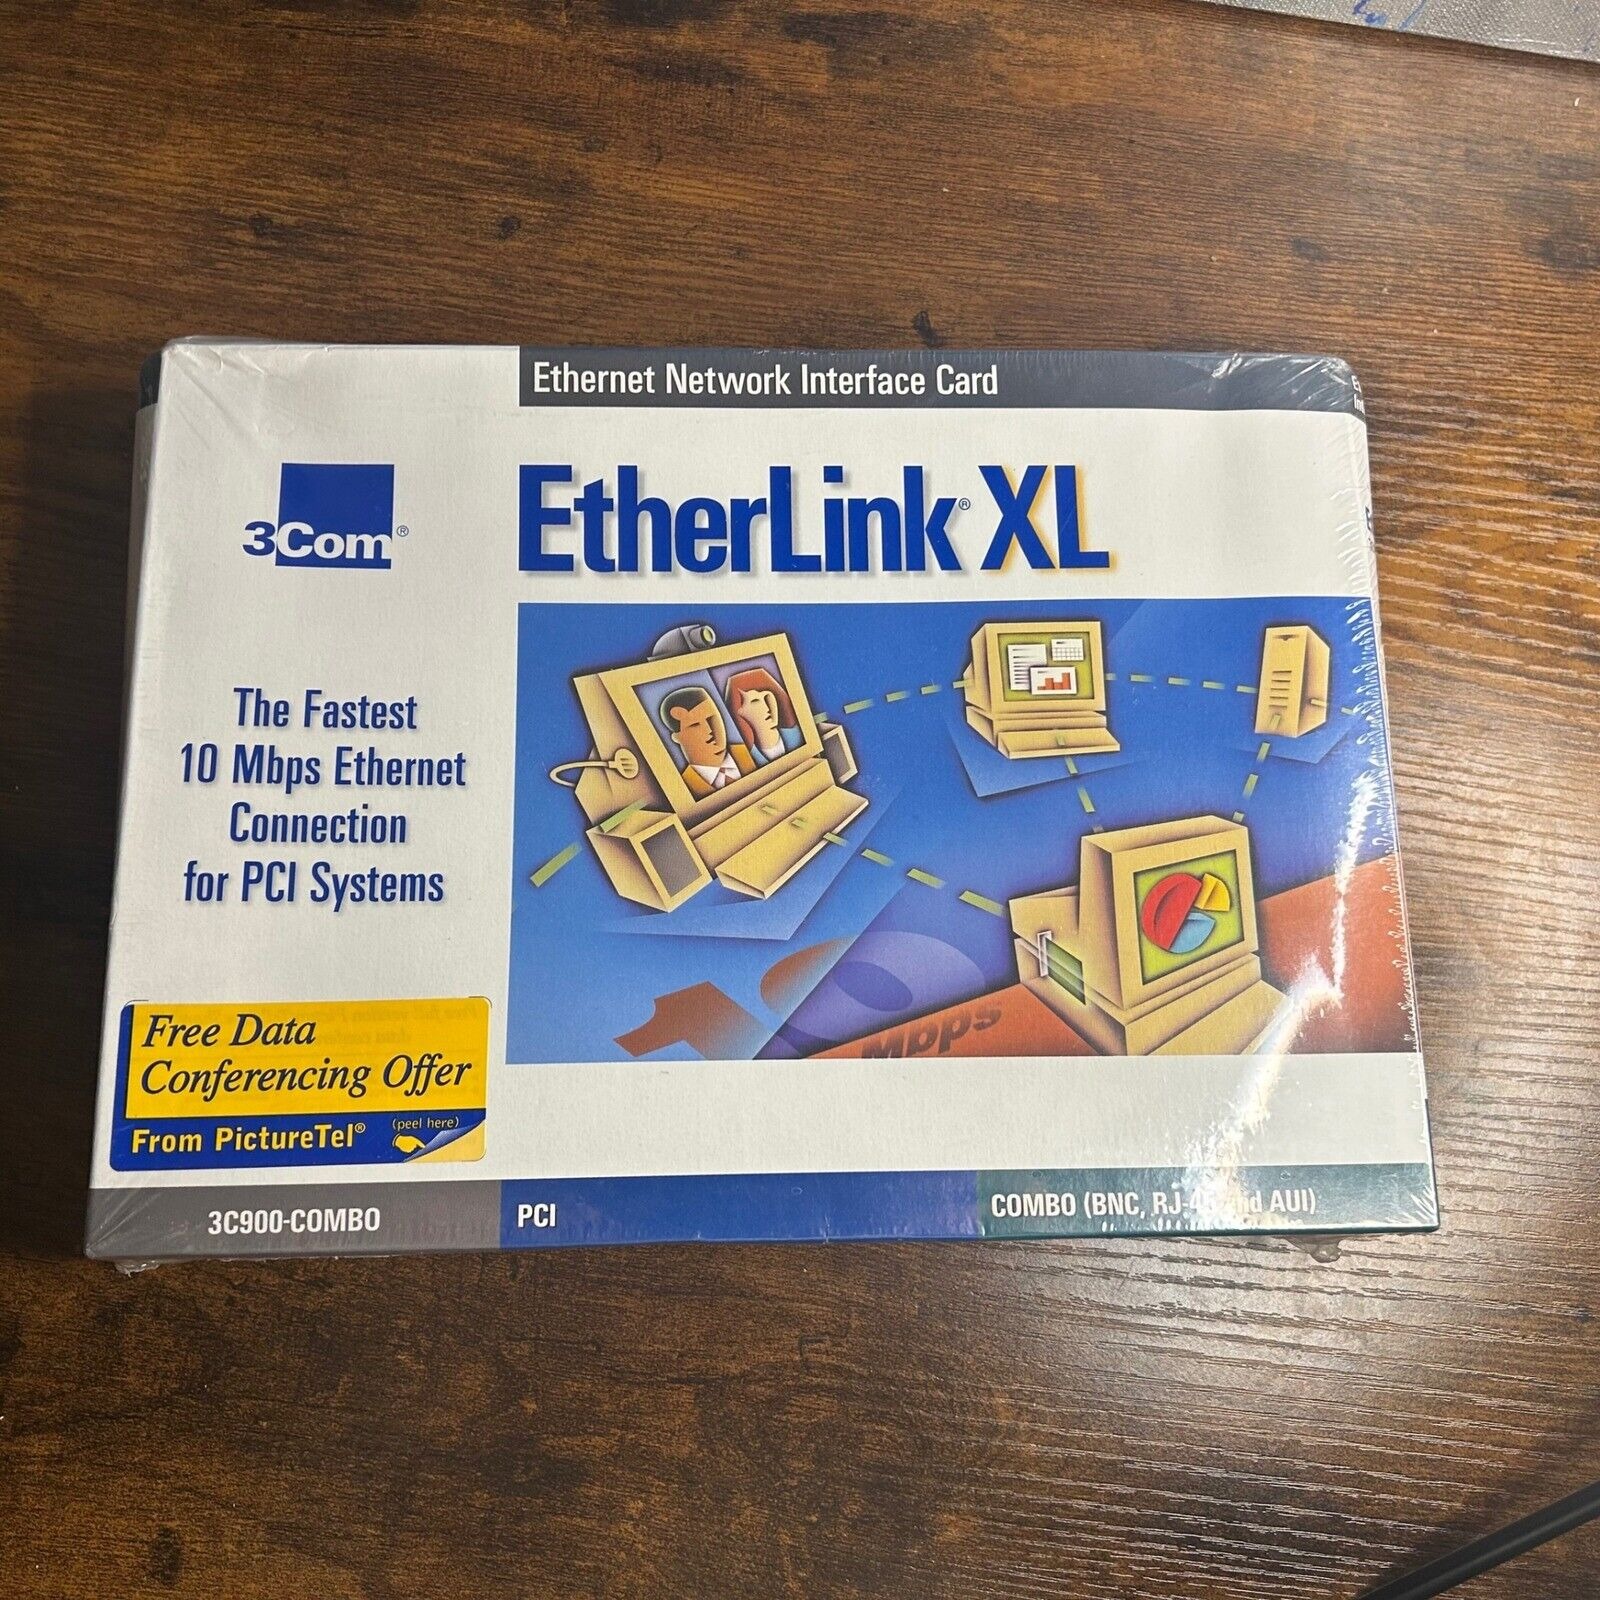 Ethernet Network Interface Card
3Com®
EtherLink® XL
The Fastest
10 Mbps Ethernet
Connection
for PCI Systems
10
Mbps
Free Data
Conferencing Offer
From PictureTel®
(peel here)
3C900-COMBO
PCI
COMBO (BNC, RJ-45 and AUI)